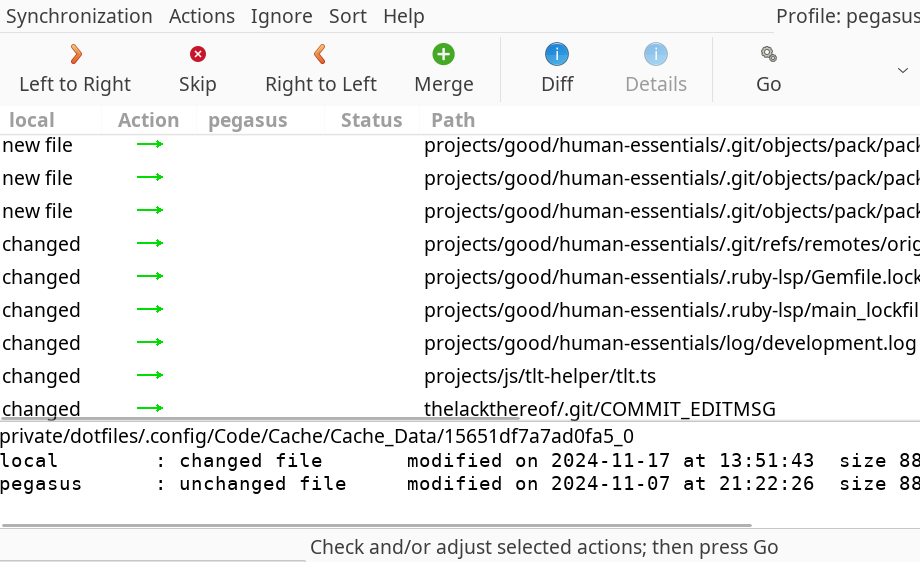 Synchronization Actions Ignore Sort Help Profile: pegasus
Left to Right Skip Right to Left Merge Diff Details Go
local Action pegasus Status Path
new file projects/good/human-essentials/.git/objects/pack/pack
new file projects/good/human-essentials/.git/objects/pack/pack
new file projects/good/human-essentials/.git/objects/pack/pack
changed projects/good/human-essentials/.git/refs/remotes/orig
changed projects/good/human-essentials/.ruby-lsp/Gemfile.lock
changed projects/good/human-essentials/.ruby-lsp/main_lockfil
changed projects/good/human-essentials/log/development.log
changed projects/js/tlt-helper/tlt.ts
changed thelackthereof/.git/COMMIT_EDITMSG
private/dotfiles/.config/Code/Cache/Cache_Data/15651df7a7ad0fa5_0
local : changed file modified on 2024-11-17 at 13:51:43 size 88
pegasus : unchanged file modified on 2024-11-07 at 21:22:26 size 88
Check and/or adjust selected actions; then press Go